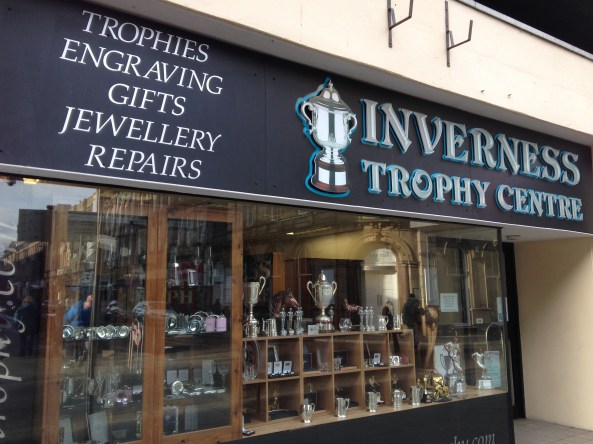 TROPHIES
ENGRAVING
GIFTS
JEWELLERY
REPAIRS
INVERNESS
TROPHY CENTRE